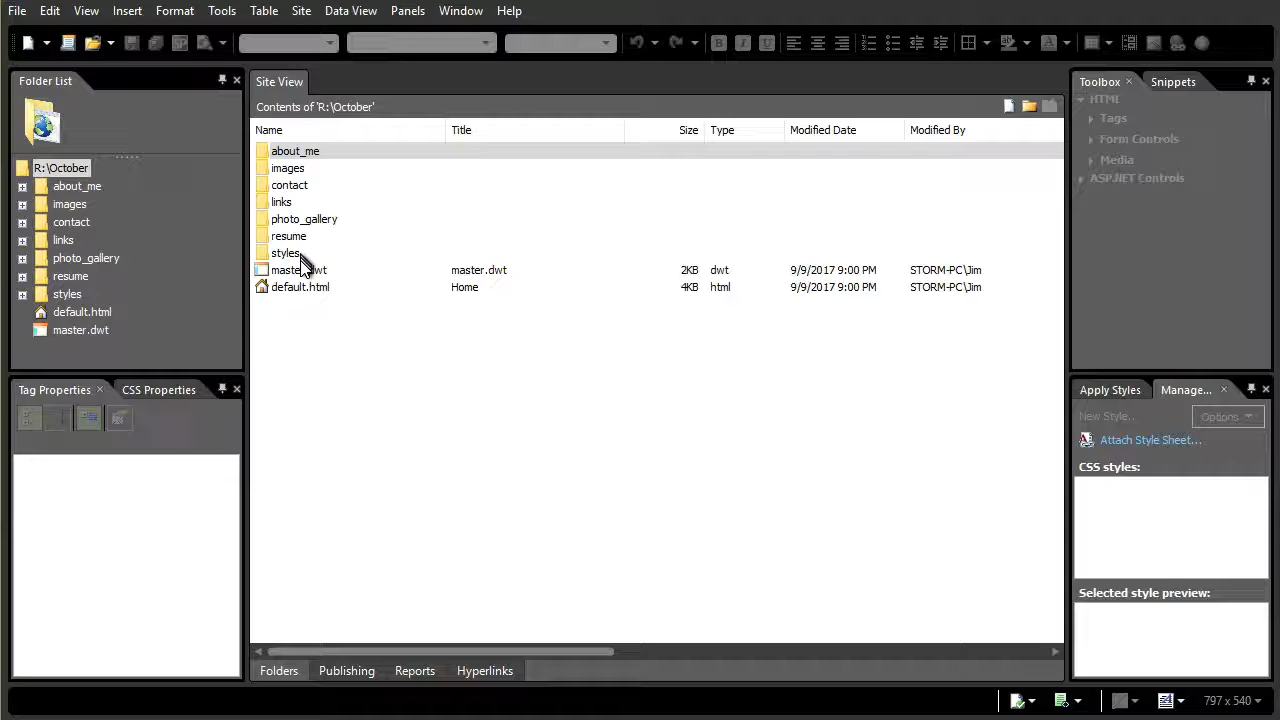 File Edit View Insert Format Tools Table Site Data View Panels Window Help
Folder List
R:\October
about_me
images
contact
links
photo_gallery
resume
styles
default.html
master.dwt
Tag Properties CSS Properties
Site View
Contents of 'R:\October'
Name Title Size Type Modified Date Modified By
about_me
images
contact
links
photo_gallery
resume
styles
master.dwt master.dwt 2KB dwt 9/9/2017 9:00 PM STORM-PC\Jim
default.html Home 4KB html 9/9/2017 9:00 PM STORM-PC\Jim
Folders Publishing Reports Hyperlinks
Toolbox Snippets
HTML
Tags
Form Controls
Media
ASP.NET Controls
Apply Styles Manage...
New Style... Options
Attach Style Sheet...
CSS styles:
Selected style preview:
797 x 540